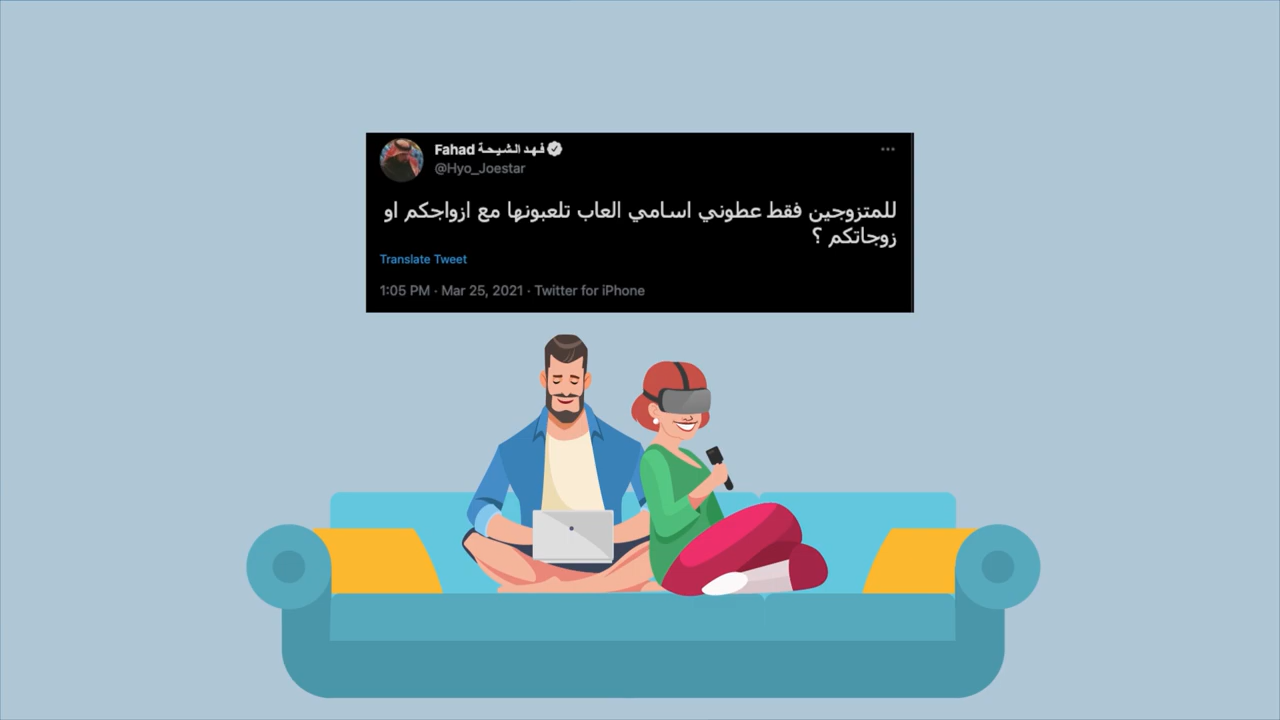 Fahad فهد الشيحة
@Hyo_Joestar
للمتزوجين فقط عطوني اسامي العاب تلعبونها مع ازواجكم او
زوجاتكم ؟
Translate Tweet
1:05 PM · Mar 25, 2021 · Twitter for iPhone